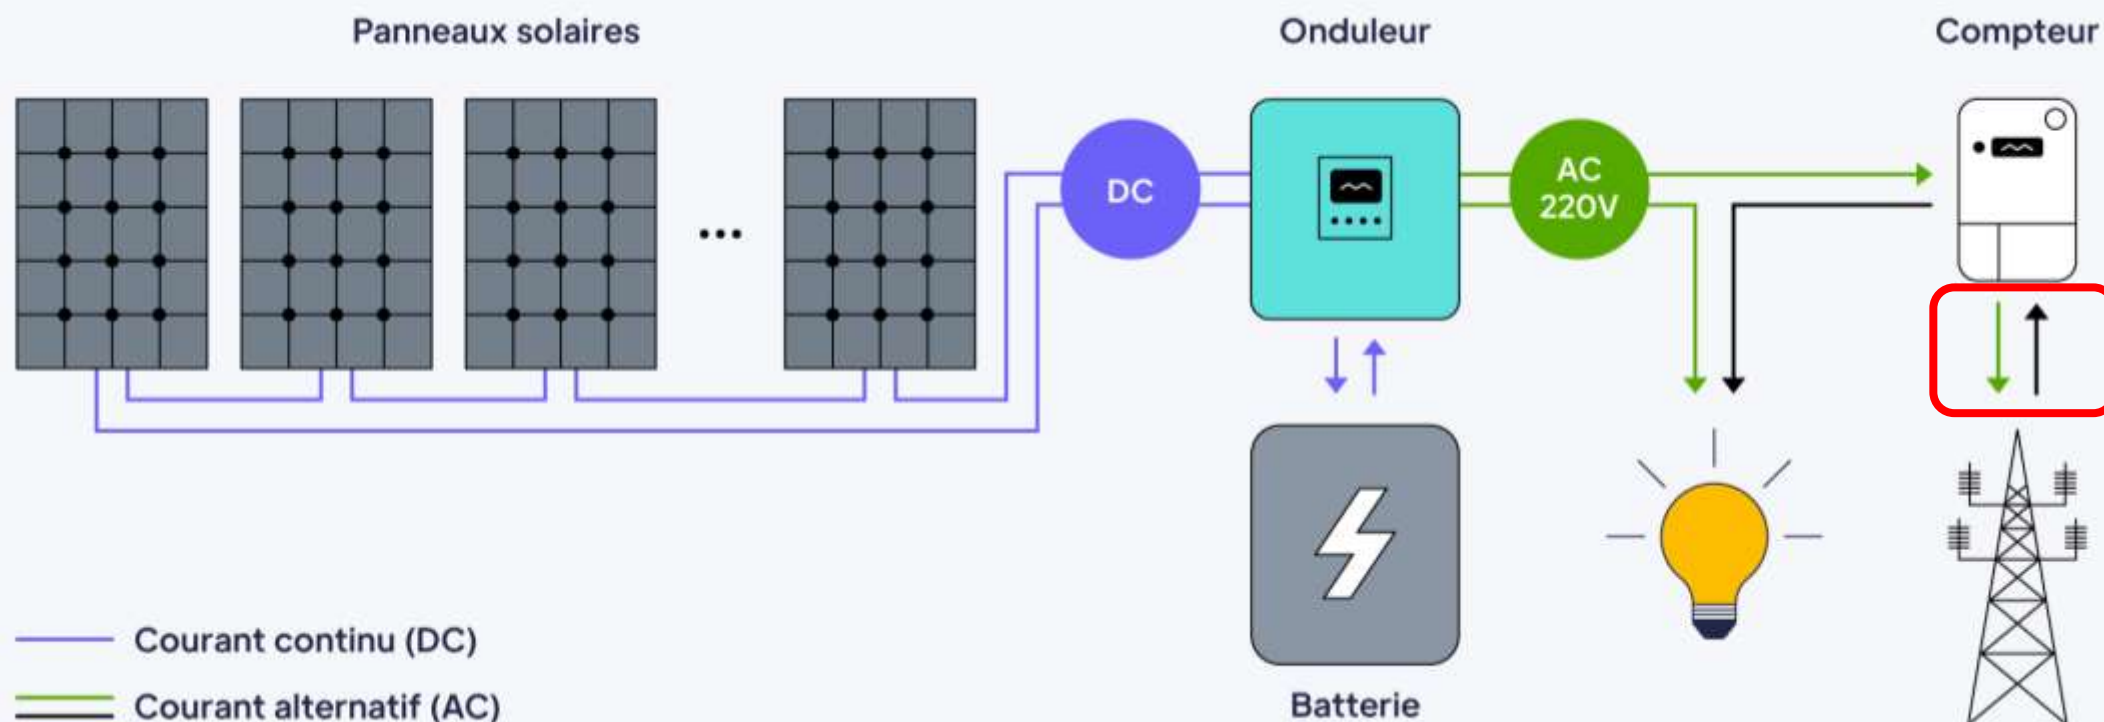 Panneaux solaires
Onduleur
Compteur
DC
AC
220V
Courant continu (DC)
Courant alternatif (AC)
Batterie